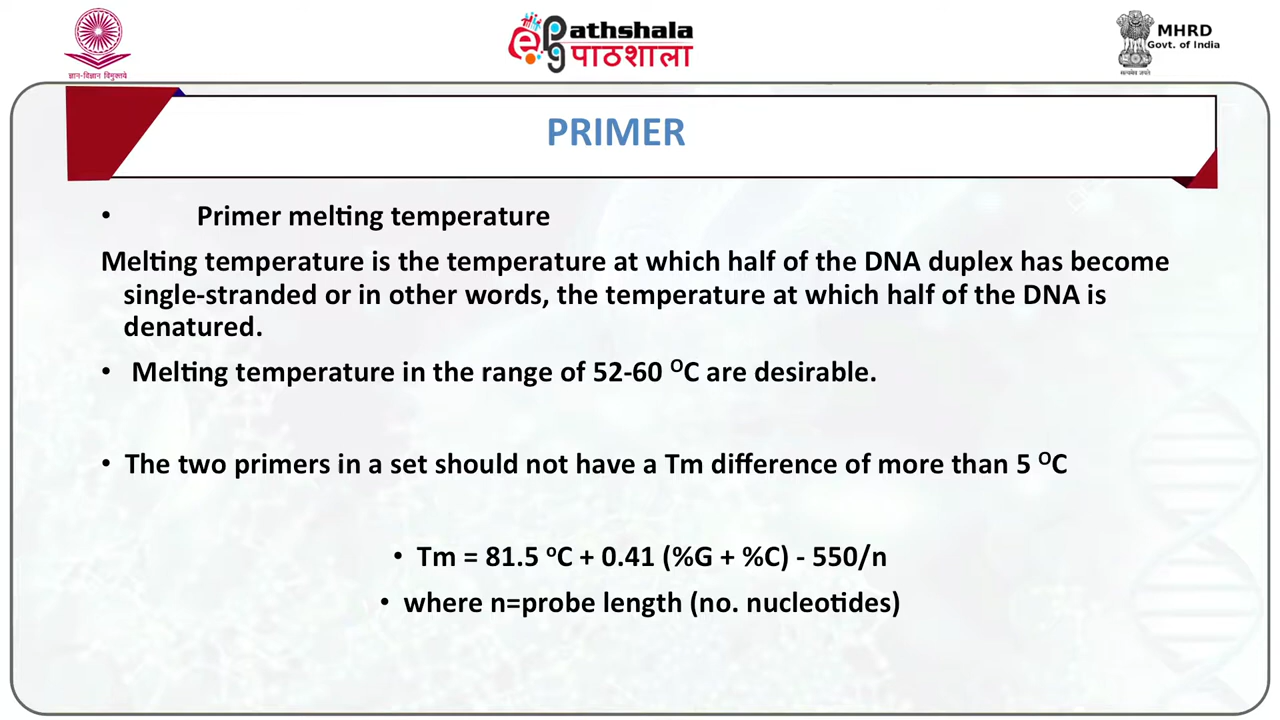 ज्ञान-विज्ञान विमुक्तये
Pathshala
पाठशाला
MHRD
Govt. of India
सत्यमेव जयते
PRIMER
• Primer melting temperature
Melting temperature is the temperature at which half of the DNA duplex has become
single-stranded or in other words, the temperature at which half of the DNA is
denatured.
• Melting temperature in the range of 52-60 ᴼC are desirable.
• The two primers in a set should not have a Tm difference of more than 5 ᴼC
• Tm = 81.5 ᵒC + 0.41 (%G + %C) - 550/n
• where n=probe length (no. nucleotides)